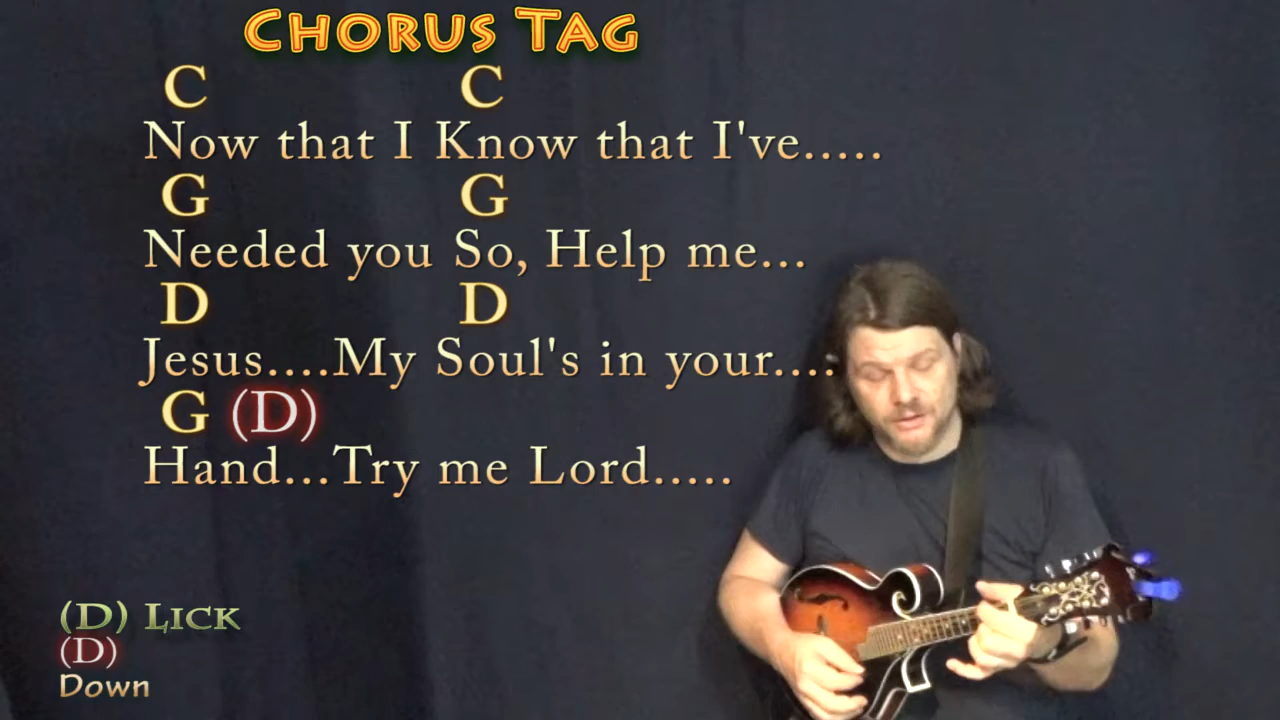 Chorus Tag
C C
Now that I Know that I've.....
G G
Needed you So, Help me...
D D
Jesus....My Soul's in your....
G (D)
Hand...Try me Lord.....
(D) Lick
(D)
Down